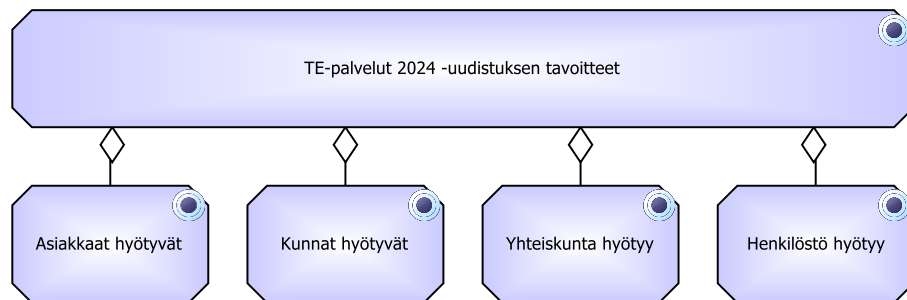 TE-palvelut 2024 -uudistuksen tavoitteet
Asiakkaat hyötyvät
Kunnat hyötyvät
Yhteiskunta hyötyy
Henkilöstö hyötyy